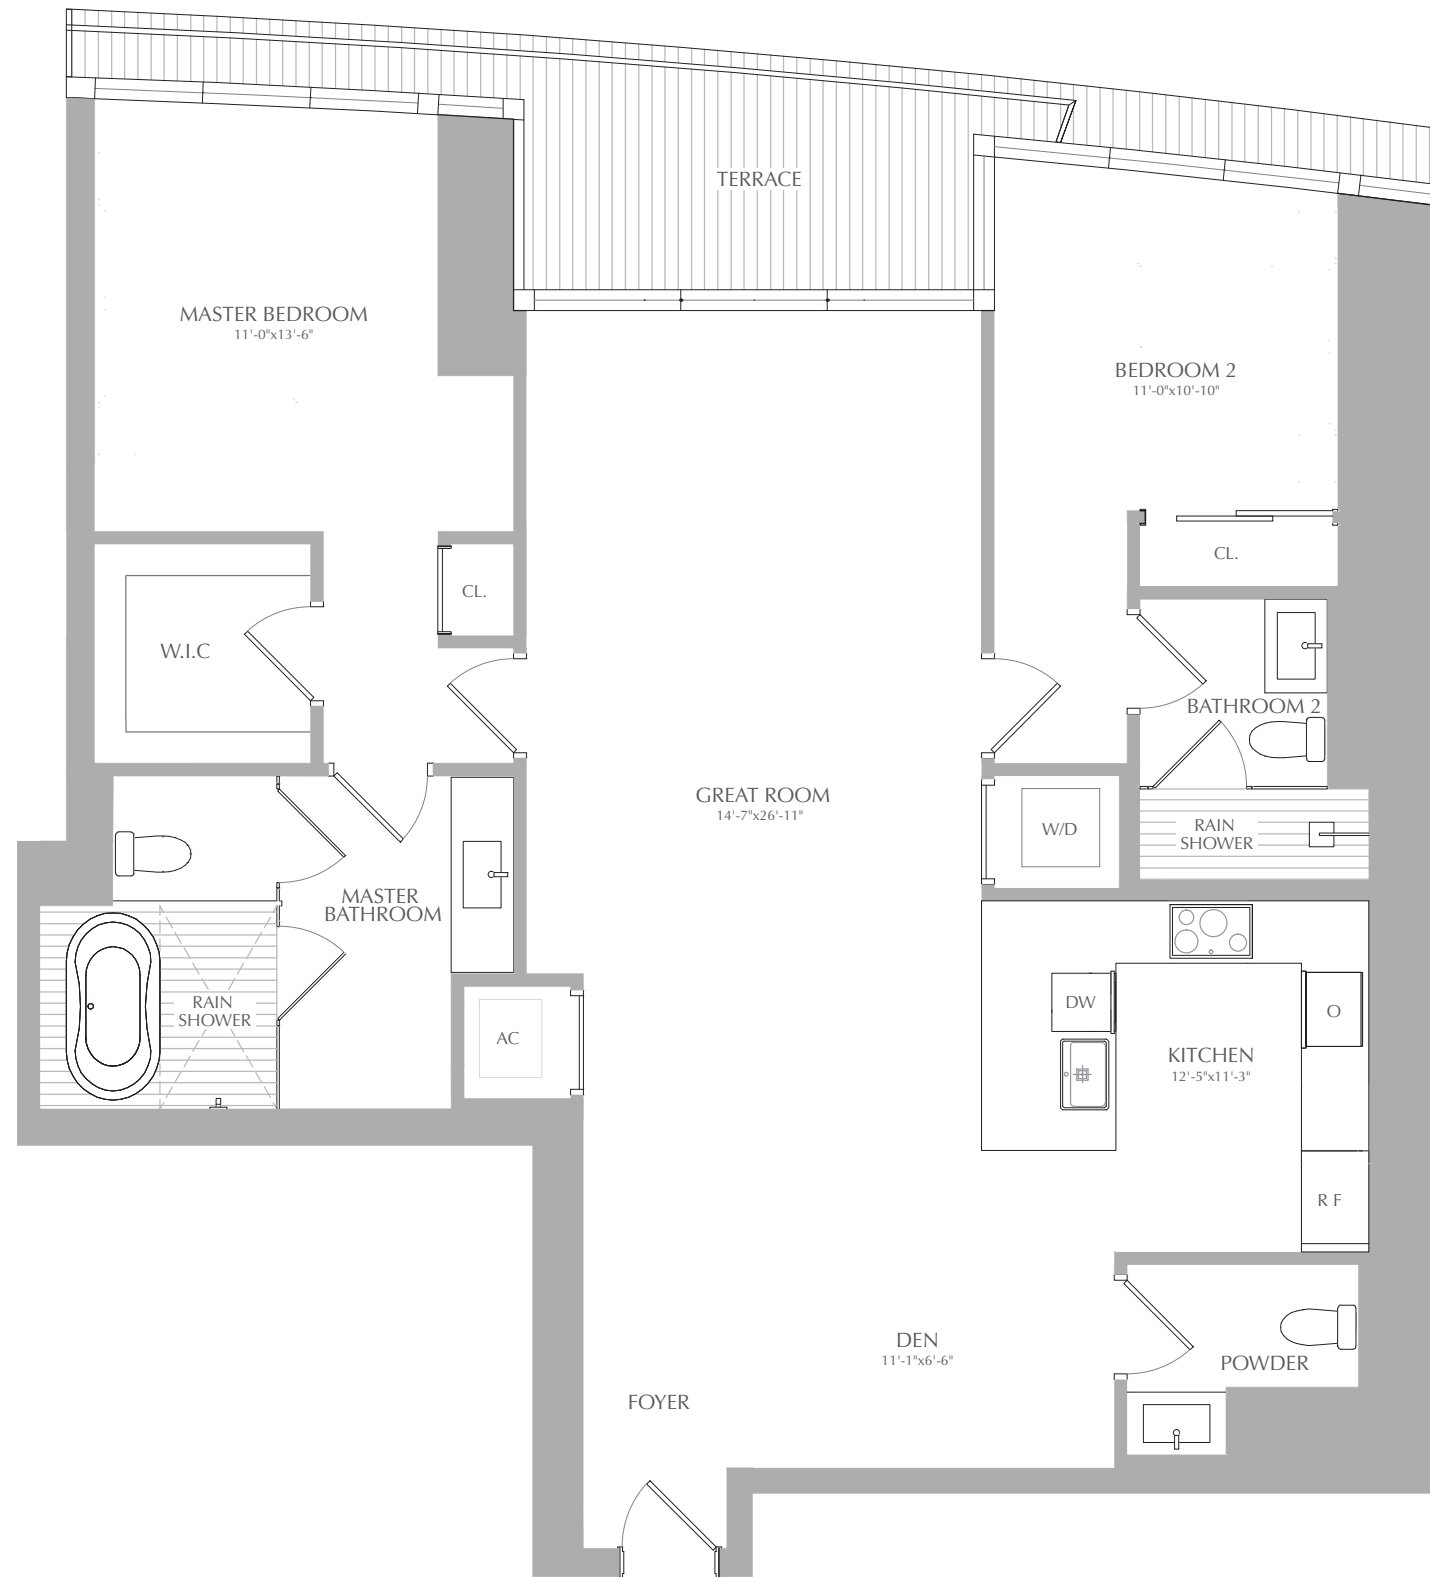 TERRACE
MASTER BEDROOM
11'-0"x13'-6"
BEDROOM 2
11'-0"x10'-10"
CL.
CL.
W.I.C
BATHROOM 2
GREAT ROOM
14'-7"x26'-11"
W/D
RAIN
SHOWER
MASTER
BATHROOM
RAIN
SHOWER
AC
DW
O
KITCHEN
12'-5"x11'-3"
R F
DEN
11'-1"x6'-6"
POWDER
FOYER